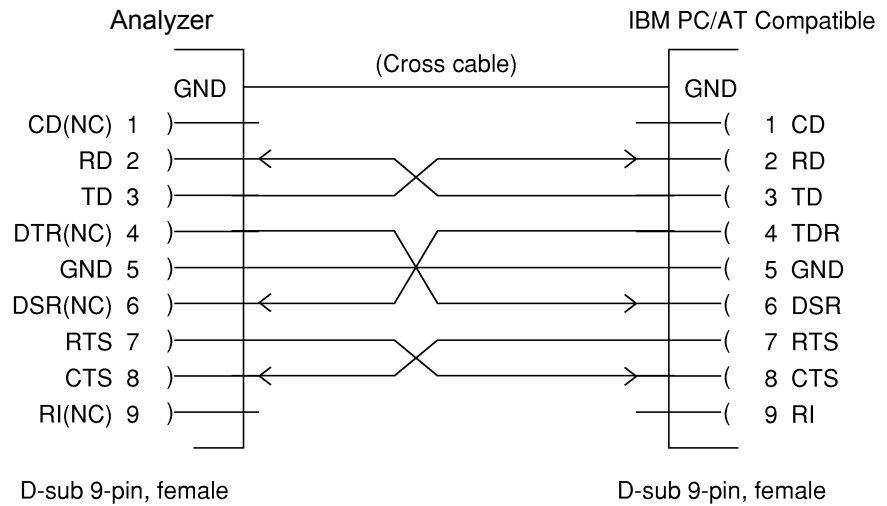 Analyzer IBM PC/AT Compatible
(Cross cable)
GND GND
CD(NC) 1 1 CD
RD 2 2 RD
TD 3 3 TD
DTR(NC) 4 4 TDR
GND 5 5 GND
DSR(NC) 6 6 DSR
RTS 7 7 RTS
CTS 8 8 CTS
RI(NC) 9 9 RI
D-sub 9-pin, female D-sub 9-pin, female